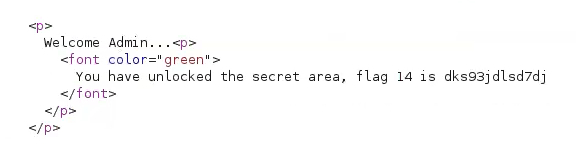 <p>
Welcome Admin...<p>
<font color="green">
You have unlocked the secret area, flag 14 is dks93jdlsd7dj
</font>
</p>
</p>